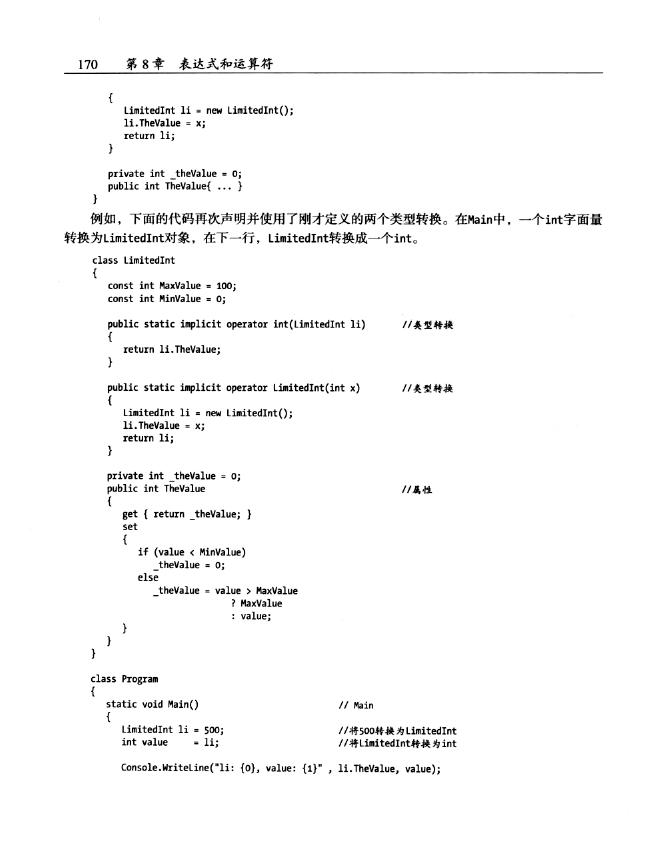 170 第8章 表达式和运算符
{
LimitedInt li = new LimitedInt();
li.TheValue = x;
return li;
}
private int _theValue = 0;
public int TheValue{ ... }
}
例如，下面的代码再次声明并使用了刚才定义的两个类型转换。在Main中，一个int字面量
转换为LimitedInt对象，在下一行，LimitedInt转换成一个int。
class LimitedInt
{
const int MaxValue = 100;
const int MinValue = 0;
public static implicit operator int(LimitedInt li) //类型转换
{
return li.TheValue;
}
public static implicit operator LimitedInt(int x) //类型转换
{
LimitedInt li = new LimitedInt();
li.TheValue = x;
return li;
}
private int _theValue = 0;
public int TheValue //属性
{
get { return _theValue; }
set
{
if (value < MinValue)
_theValue = 0;
else
_theValue = value > MaxValue
? MaxValue
: value;
}
}
}
class Program
{
static void Main() // Main
{
LimitedInt li = 500; //将500转换为LimitedInt
int value = li; //将LimitedInt转换为int
Console.WriteLine("li: {0}, value: {1}" , li.TheValue, value);